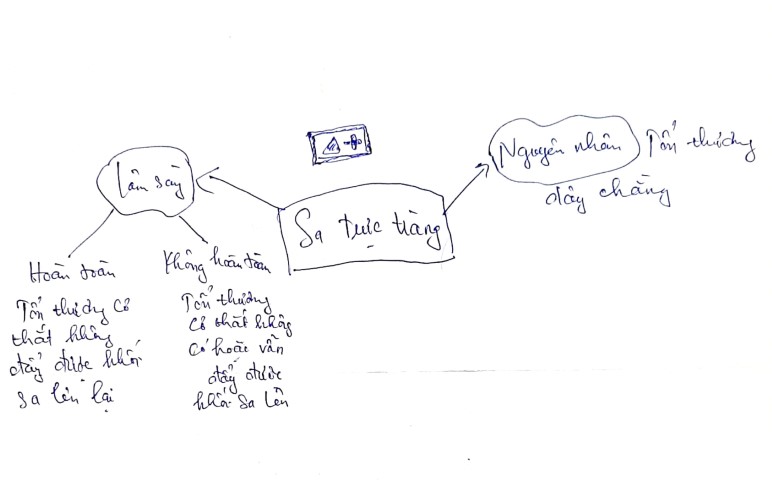 Lâm sàng
Nguyên nhân
Tổn thương
dây chằng
Sa trực tràng
Hoàn toàn
Tổn thương cơ
thắt không
đẩy được khối
sa lên lại
Không hoàn toàn
Tổn thương
cơ thắt không
có hoặc vẫn
đẩy được
khối sa lên